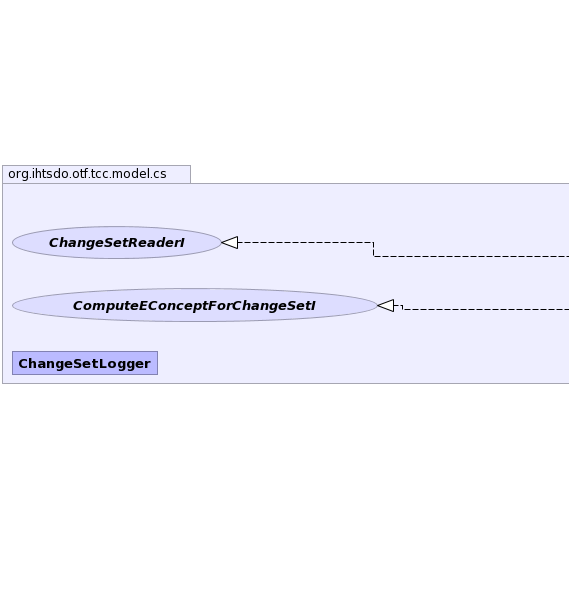 org.ihtsdo.otf.tcc.model.cs
ChangeSetReaderI
ComputeEConceptForChangeSetI
ChangeSetLogger